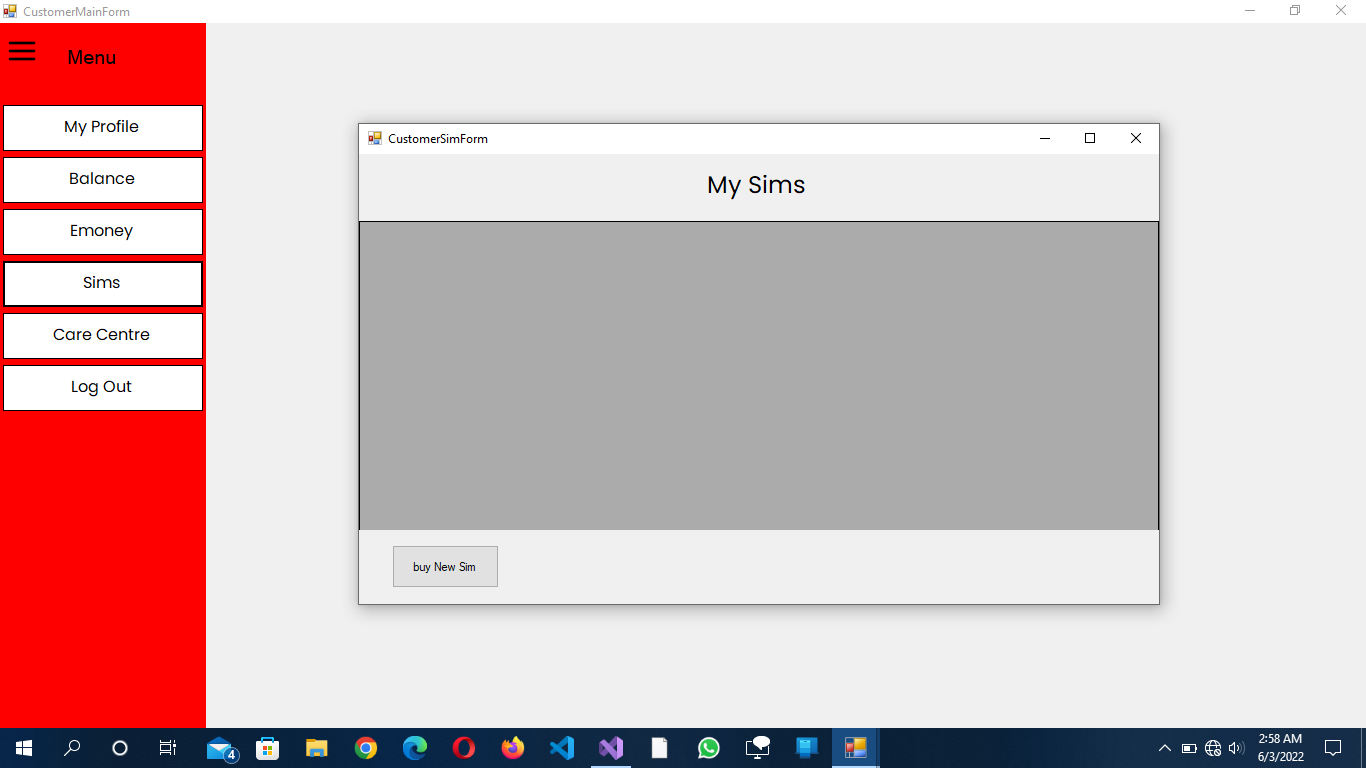 CustomerMainForm
Menu
My Profile
Balance
Emoney
Sims
Care Centre
Log Out
CustomerSimForm
My Sims
buy New Sim
4
2:58 AM
6/3/2022